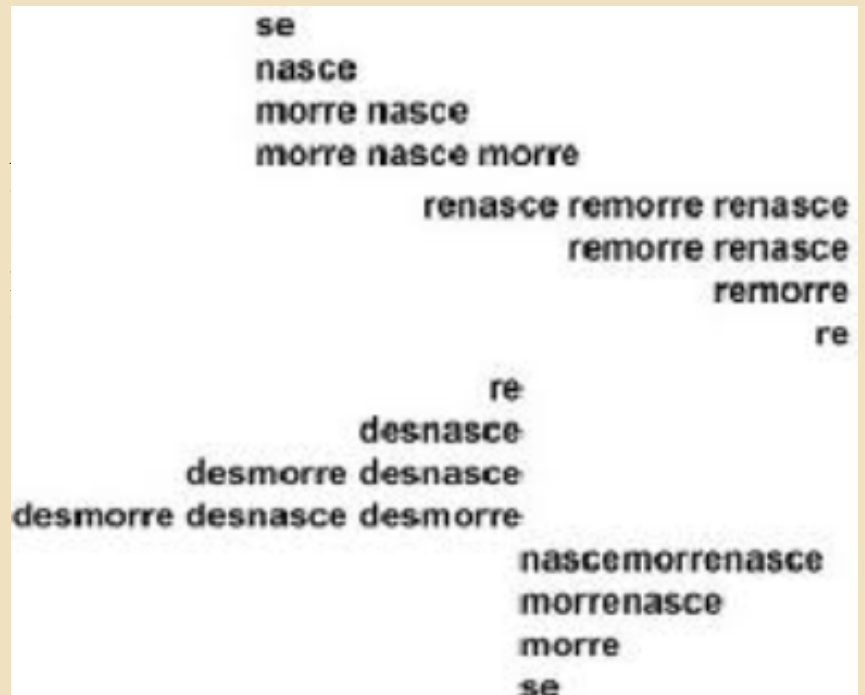 se
nasce
morre nasce
morre nasce morre
renasce remorre renasce
remorre renasce
remorre
re
re
desnasce
desmorre desnasce
desmorre desnasce desmorre
nascemorrenasce
morrenasce
morre
se